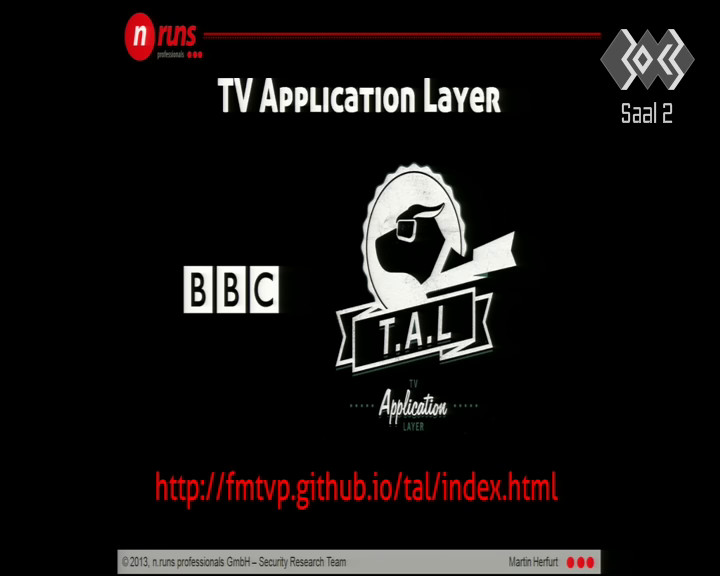 n runs
professionals
Saal 2
TV Application Layer
BBC
T.A.L
TV
Application
LAYER
http://fmtvp.github.io/tal/index.html
© 2013, n.runs professionals GmbH – Security Research Team
Martin Herfurt